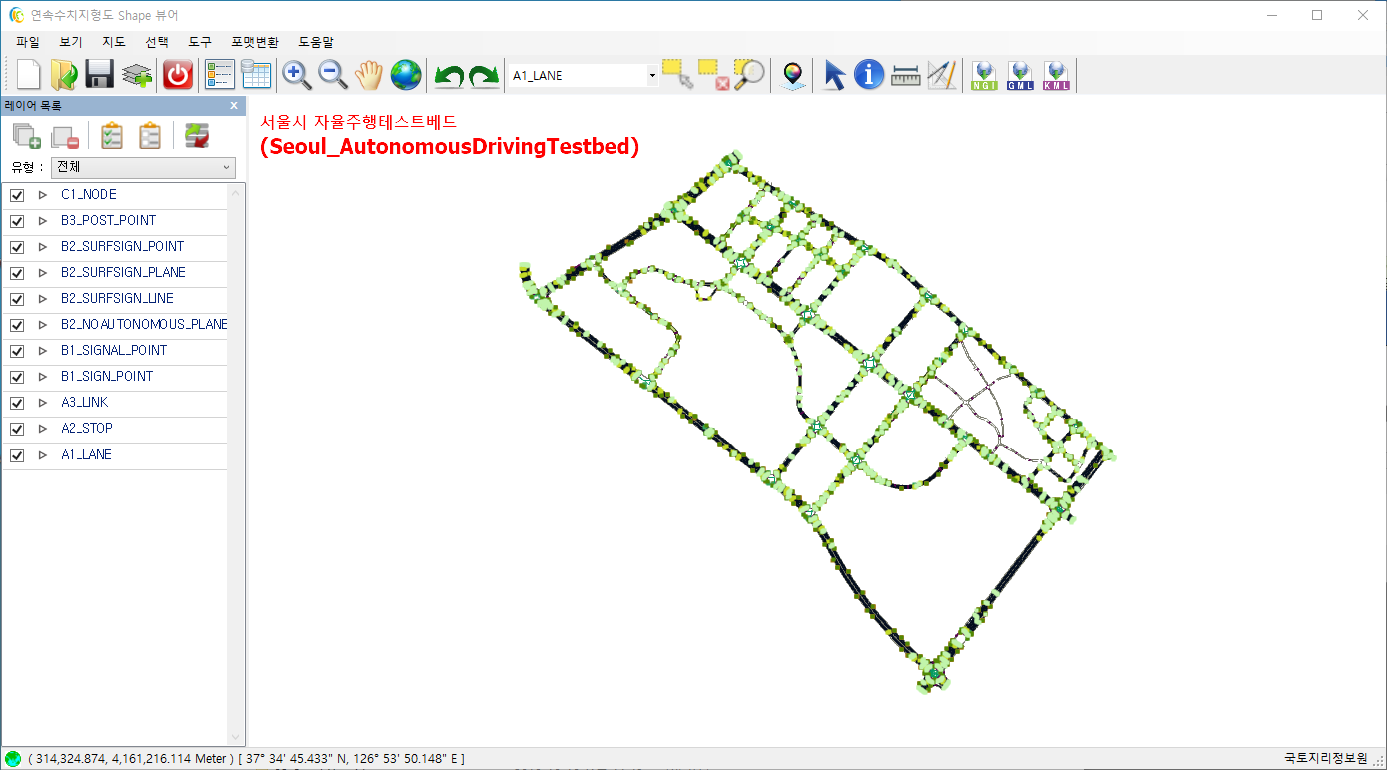 연속수치지형도 Shape 뷰어
파일 보기 지도 선택 도구 포맷변환 도움말
A1_LANE
NGI GML KML
레이어 목록
유형 : 전체
C1_NODE
B3_POST_POINT
B2_SURFSIGN_POINT
B2_SURFSIGN_PLANE
B2_SURFSIGN_LINE
B2_NOAUTONOMOUS_PLANE
B1_SIGNAL_POINT
B1_SIGN_POINT
A3_LINK
A2_STOP
A1_LANE
서울시 자율주행테스트베드
(Seoul_AutonomousDrivingTestbed)
( 314,324.874, 4,161,216.114 Meter ) [ 37° 34' 45.433" N, 126° 53' 50.148" E ]
국토지리정보원